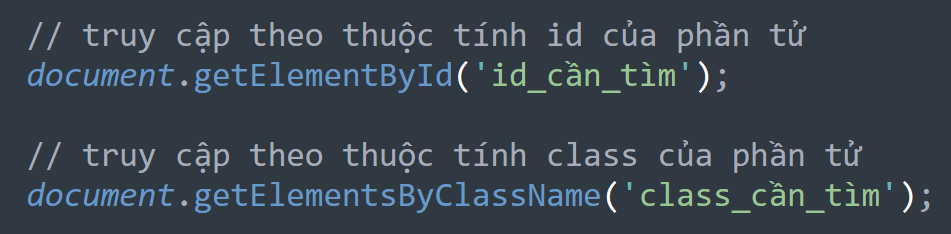 // truy cập theo thuộc tính id của phần tử
document.getElementById('id_cần_tìm');
// truy cập theo thuộc tính class của phần tử
document.getElementsByClassName('class_cần_tìm');